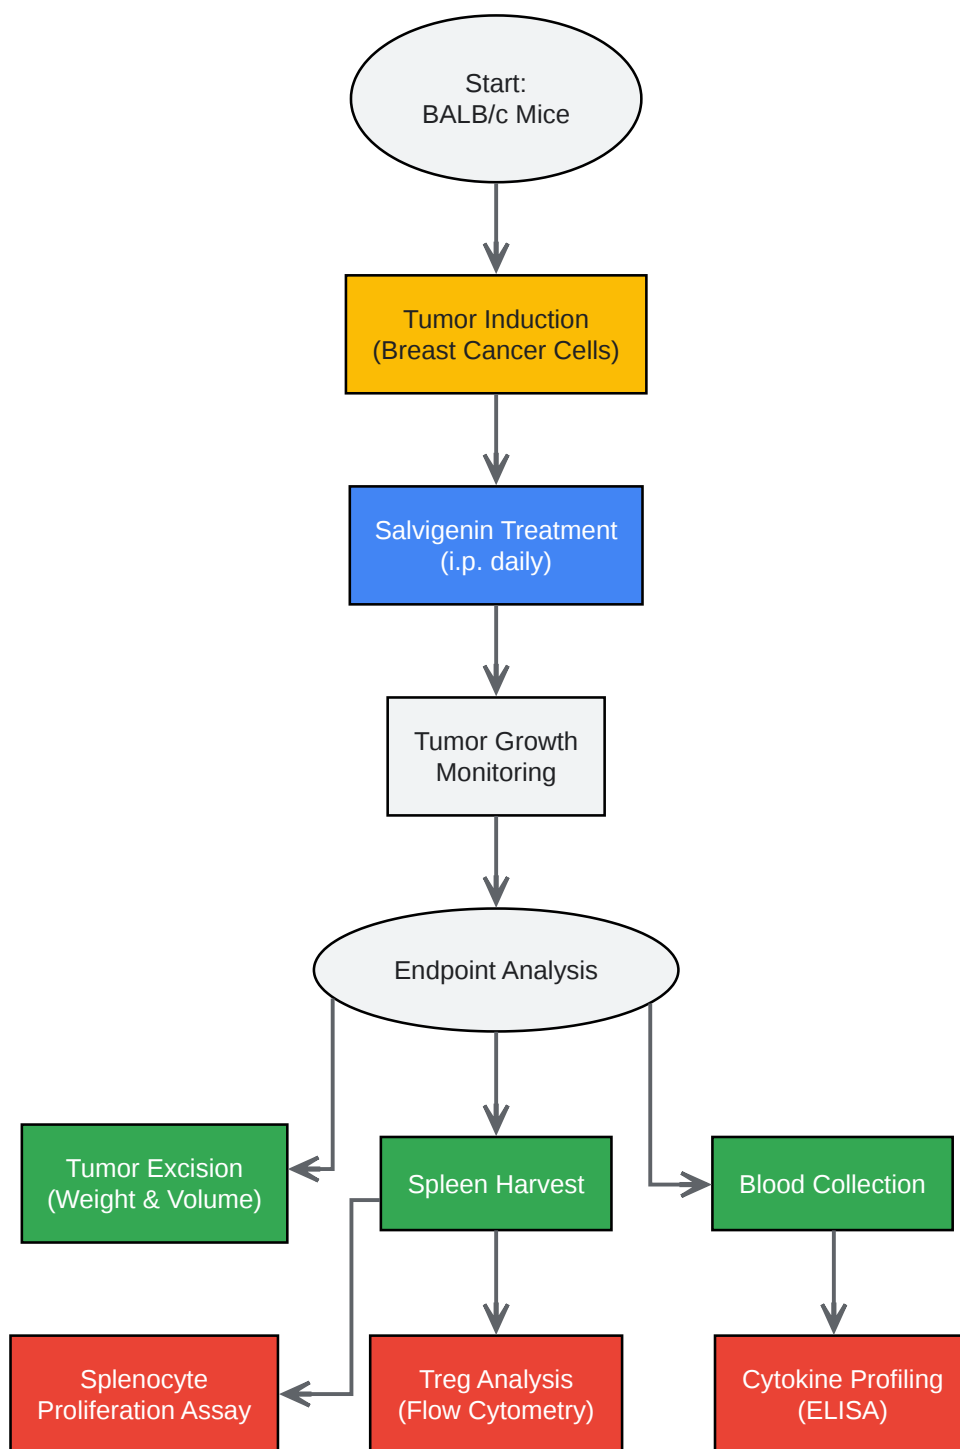 Start:
BALB/c Mice
Tumor Induction
(Breast Cancer Cells)
Salvigenin Treatment
(i.p. daily)
Tumor Growth
Monitoring
Endpoint Analysis
Tumor Excision
(Weight & Volume)
Spleen Harvest
Blood Collection
Splenocyte
Proliferation Assay
Treg Analysis
(Flow Cytometry)
Cytokine Profiling
(ELISA)